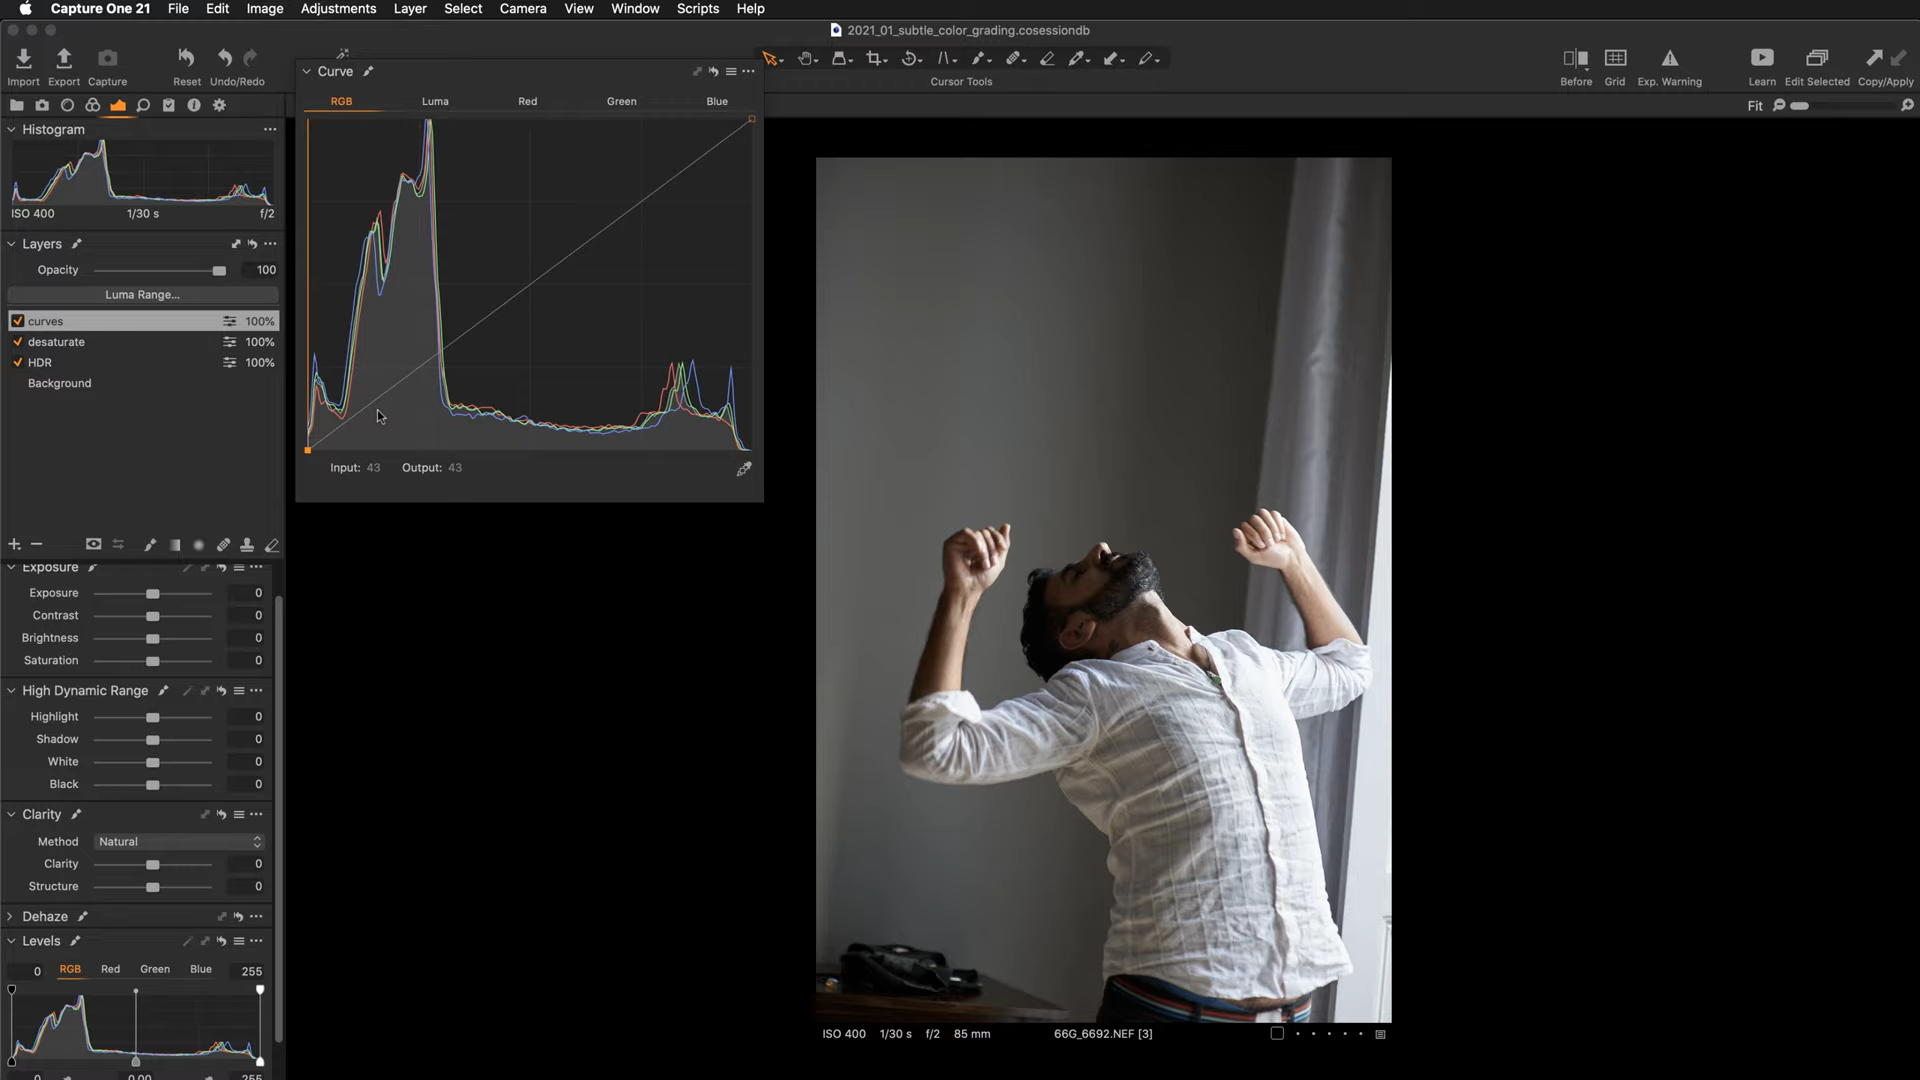 Capture One 21 File Edit Image Adjustments Layer Select Camera View Window Scripts Help
2021_01_subtle_color_grading.cosessiondb
Import Export Capture Reset Undo/Redo Cursor Tools Before Grid Exp. Warning Learn Edit Selected Copy/Apply
Fit
Histogram
ISO 400 1/30 s f/2
Layers
Opacity 100
Luma Range...
curves 100%
desaturate 100%
HDR 100%
Background
Curve
RGB Luma Red Green Blue
Input: 43 Output: 43
Exposure
Exposure 0
Contrast 0
Brightness 0
Saturation 0
High Dynamic Range
Highlight 0
Shadow 0
White 0
Black 0
Clarity
Method Natural
Clarity 0
Structure 0
Dehaze
Levels
0 RGB Red Green Blue 255
0 0.00 255
ISO 400 1/30 s f/2 85 mm 66G_6692.NEF [3]